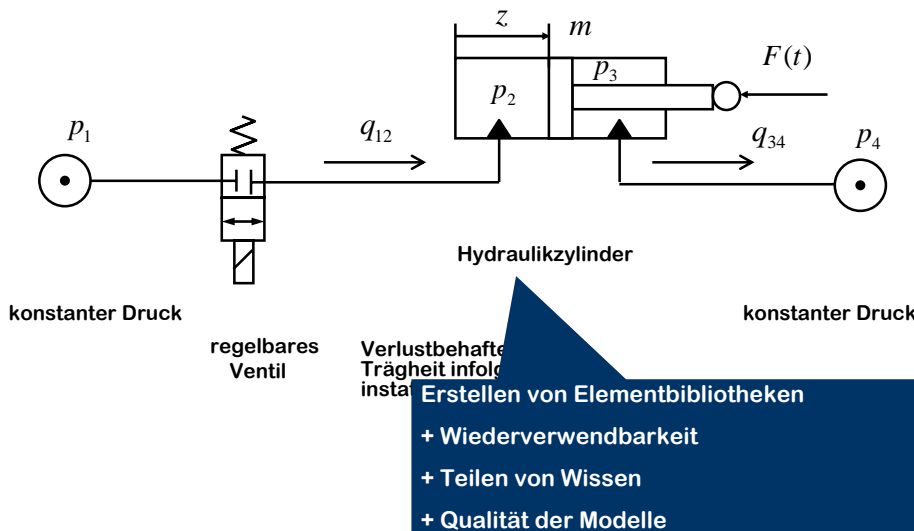 z
m
p₂
p₃
F(t)
p₁
q₁₂
q₃₄
p₄
Hydraulikzylinder
konstanter Druck
konstanter Druck
regelbares
Ventil
Verlustbehafte
Trägheit infolg
instat
Erstellen von Elementbibliotheken
+ Wiederverwendbarkeit
+ Teilen von Wissen
+ Qualität der Modelle